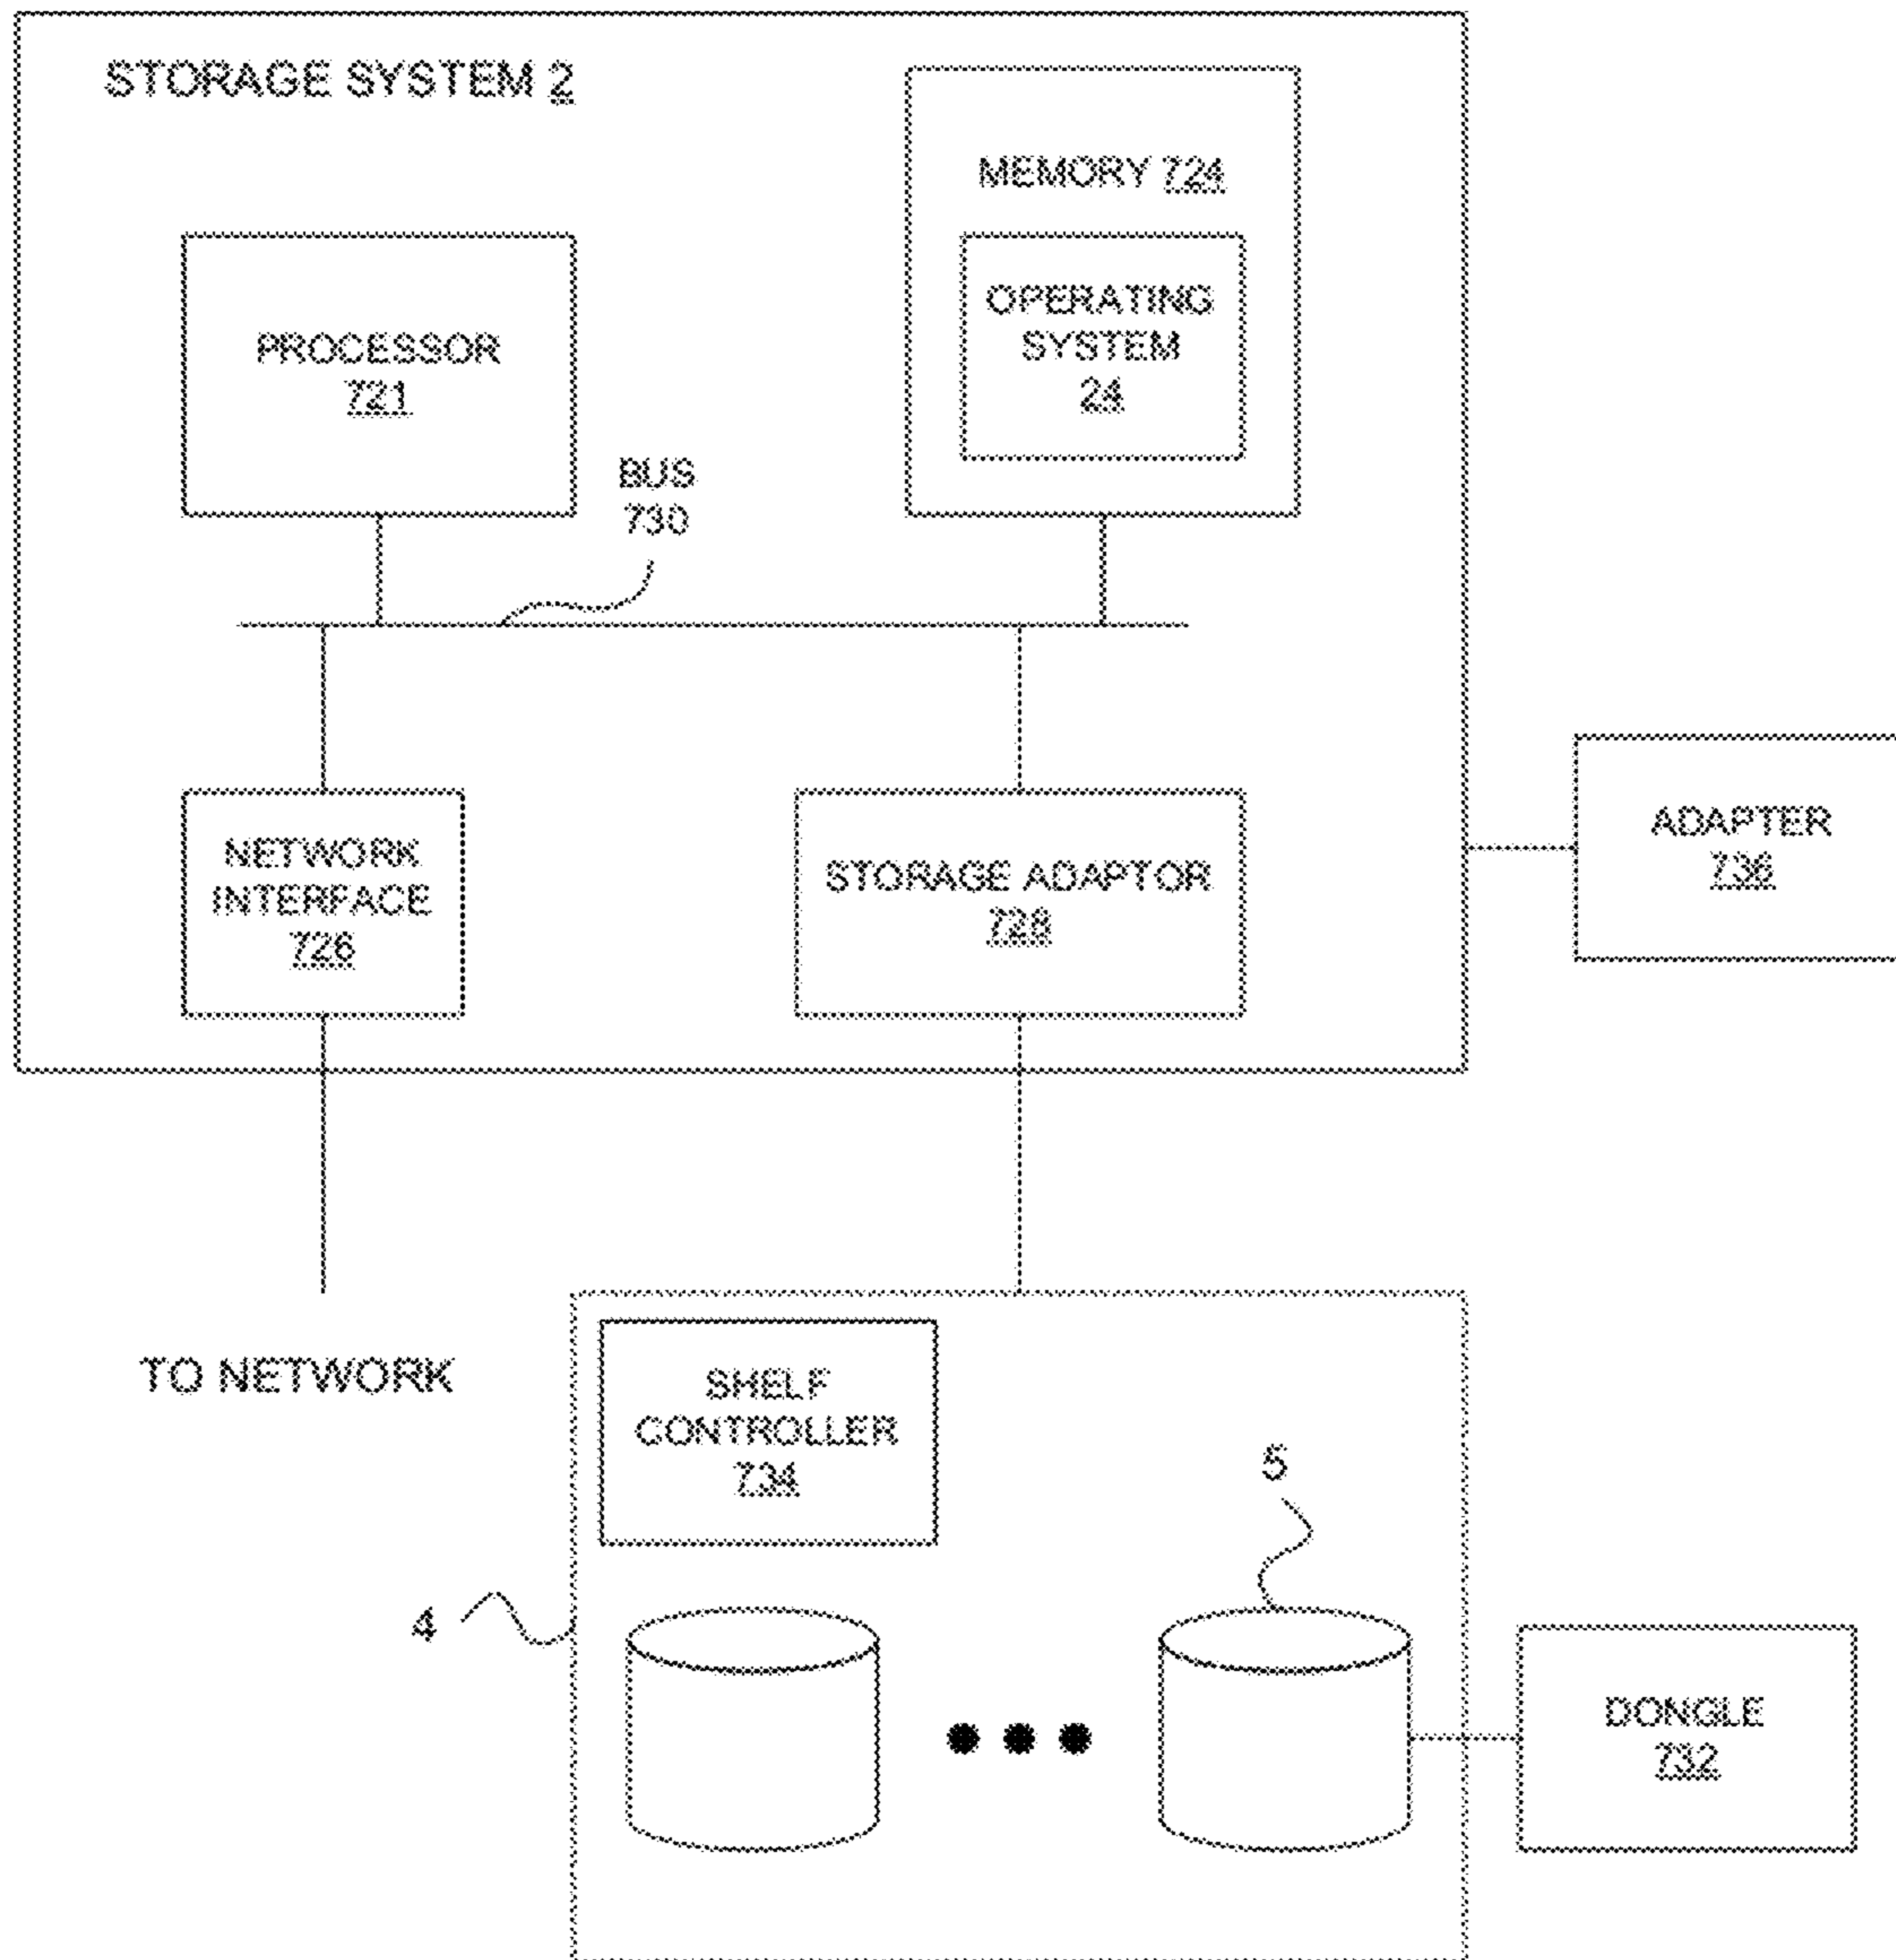 STORAGE SYSTEM 2
MEMORY 724
OPERATING
SYSTEM
24
PROCESSOR
721
BUS
730
NETWORK
INTERFACE
726
STORAGE ADAPTOR
728
ADAPTER
736
TO NETWORK
SHELF
CONTROLLER
734
5
4
DONGLE
732